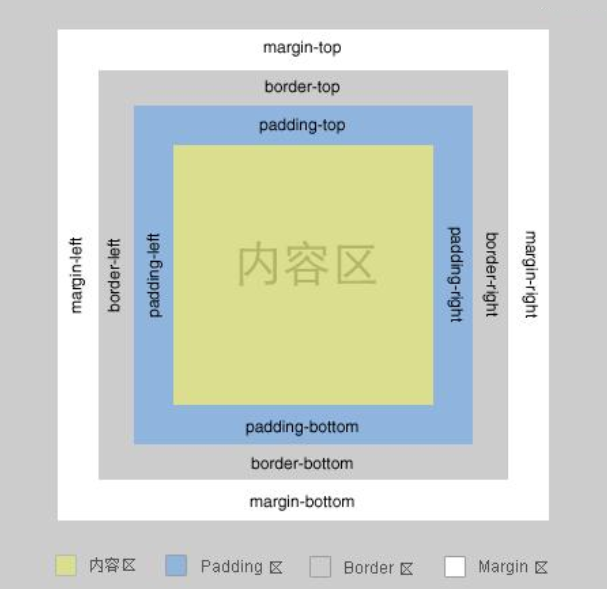 margin-top
border-top
padding-top
margin-left
border-left
padding-left
内容区
padding-right
border-right
margin-right
padding-bottom
border-bottom
margin-bottom
内容区 Padding 区 Border 区 Margin 区